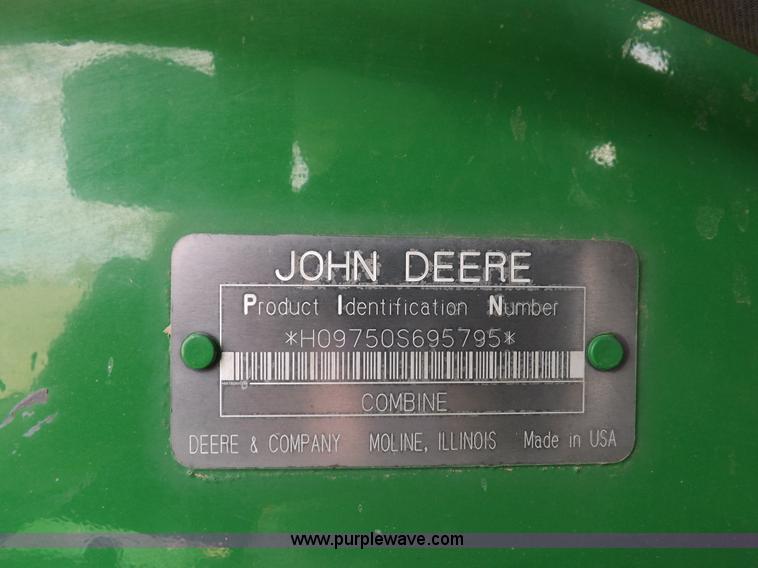 JOHN DEERE
Product Identification Number
*H09750S695795*
COMBINE
DEERE & COMPANY MOLINE, ILLINOIS Made in USA
www.purplewave.com